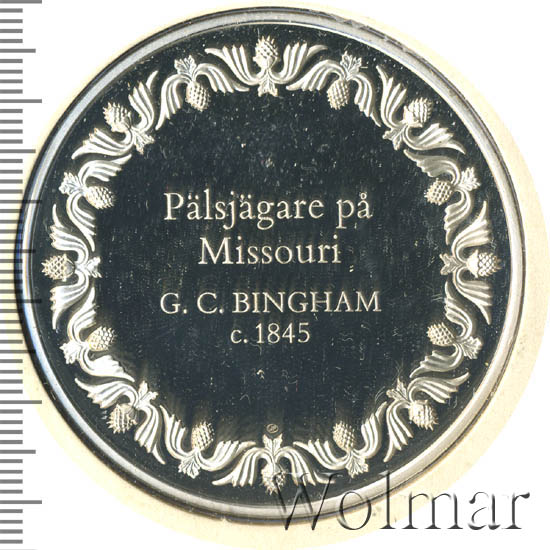 Pälsjägare på
Missouri
G. C. BINGHAM
c. 1845
Wolmar